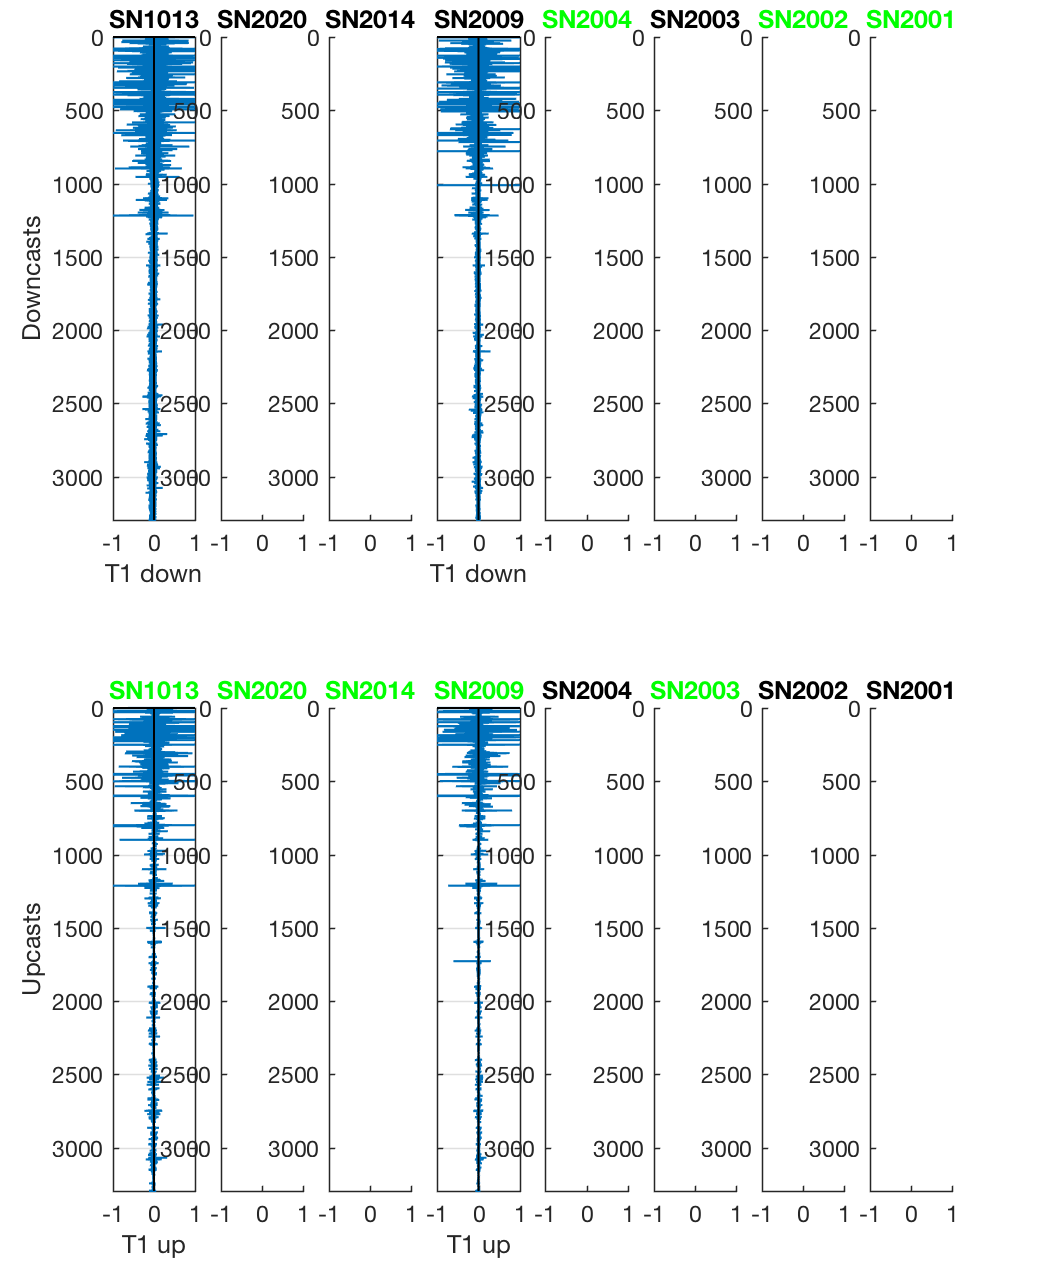 SN1013 SN2020 SN2014 SN2009 SN2004 SN2003 SN2002 SN2001
0 0 0 0 0 0 0 0
500 500 500 500 500 500 500 500
1000 1000 1000 1000 1000 1000 1000 1000
1500 1500 1500 1500 1500 1500 1500 1500
2000 2000 2000 2000 2000 2000 2000 2000
2500 2500 2500 2500 2500 2500 2500 2500
3000 3000 3000 3000 3000 3000 3000 3000
Downcasts
-1 0 1 -1 0 1 -1 0 1 -1 0 1 -1 0 1 -1 0 1 -1 0 1 -1 0 1
T1 down T1 down
SN1013 SN2020 SN2014 SN2009 SN2004 SN2003 SN2002 SN2001
0 0 0 0 0 0 0 0
500 500 500 500 500 500 500 500
1000 1000 1000 1000 1000 1000 1000 1000
1500 1500 1500 1500 1500 1500 1500 1500
2000 2000 2000 2000 2000 2000 2000 2000
2500 2500 2500 2500 2500 2500 2500 2500
3000 3000 3000 3000 3000 3000 3000 3000
Upcasts
-1 0 1 -1 0 1 -1 0 1 -1 0 1 -1 0 1 -1 0 1 -1 0 1 -1 0 1
T1 up T1 up